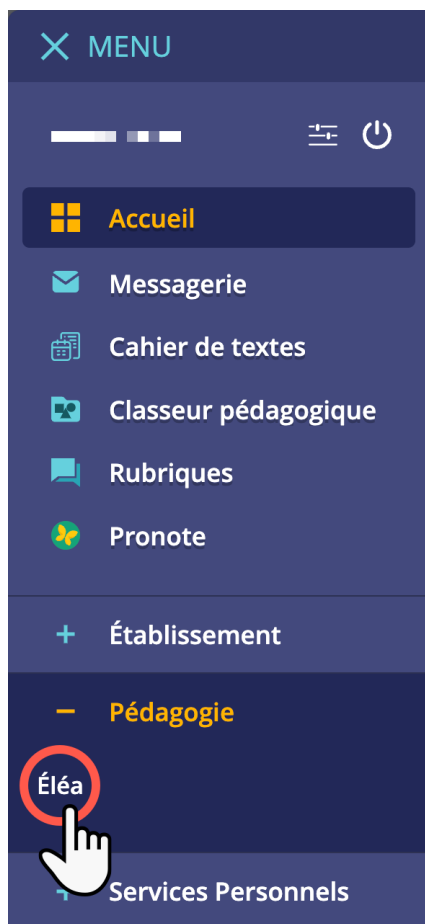 MENU
Accueil
Messagerie
Cahier de textes
Classeur pédagogique
Rubriques
Pronote
Établissement
Pédagogie
Éléa
Services Personnels